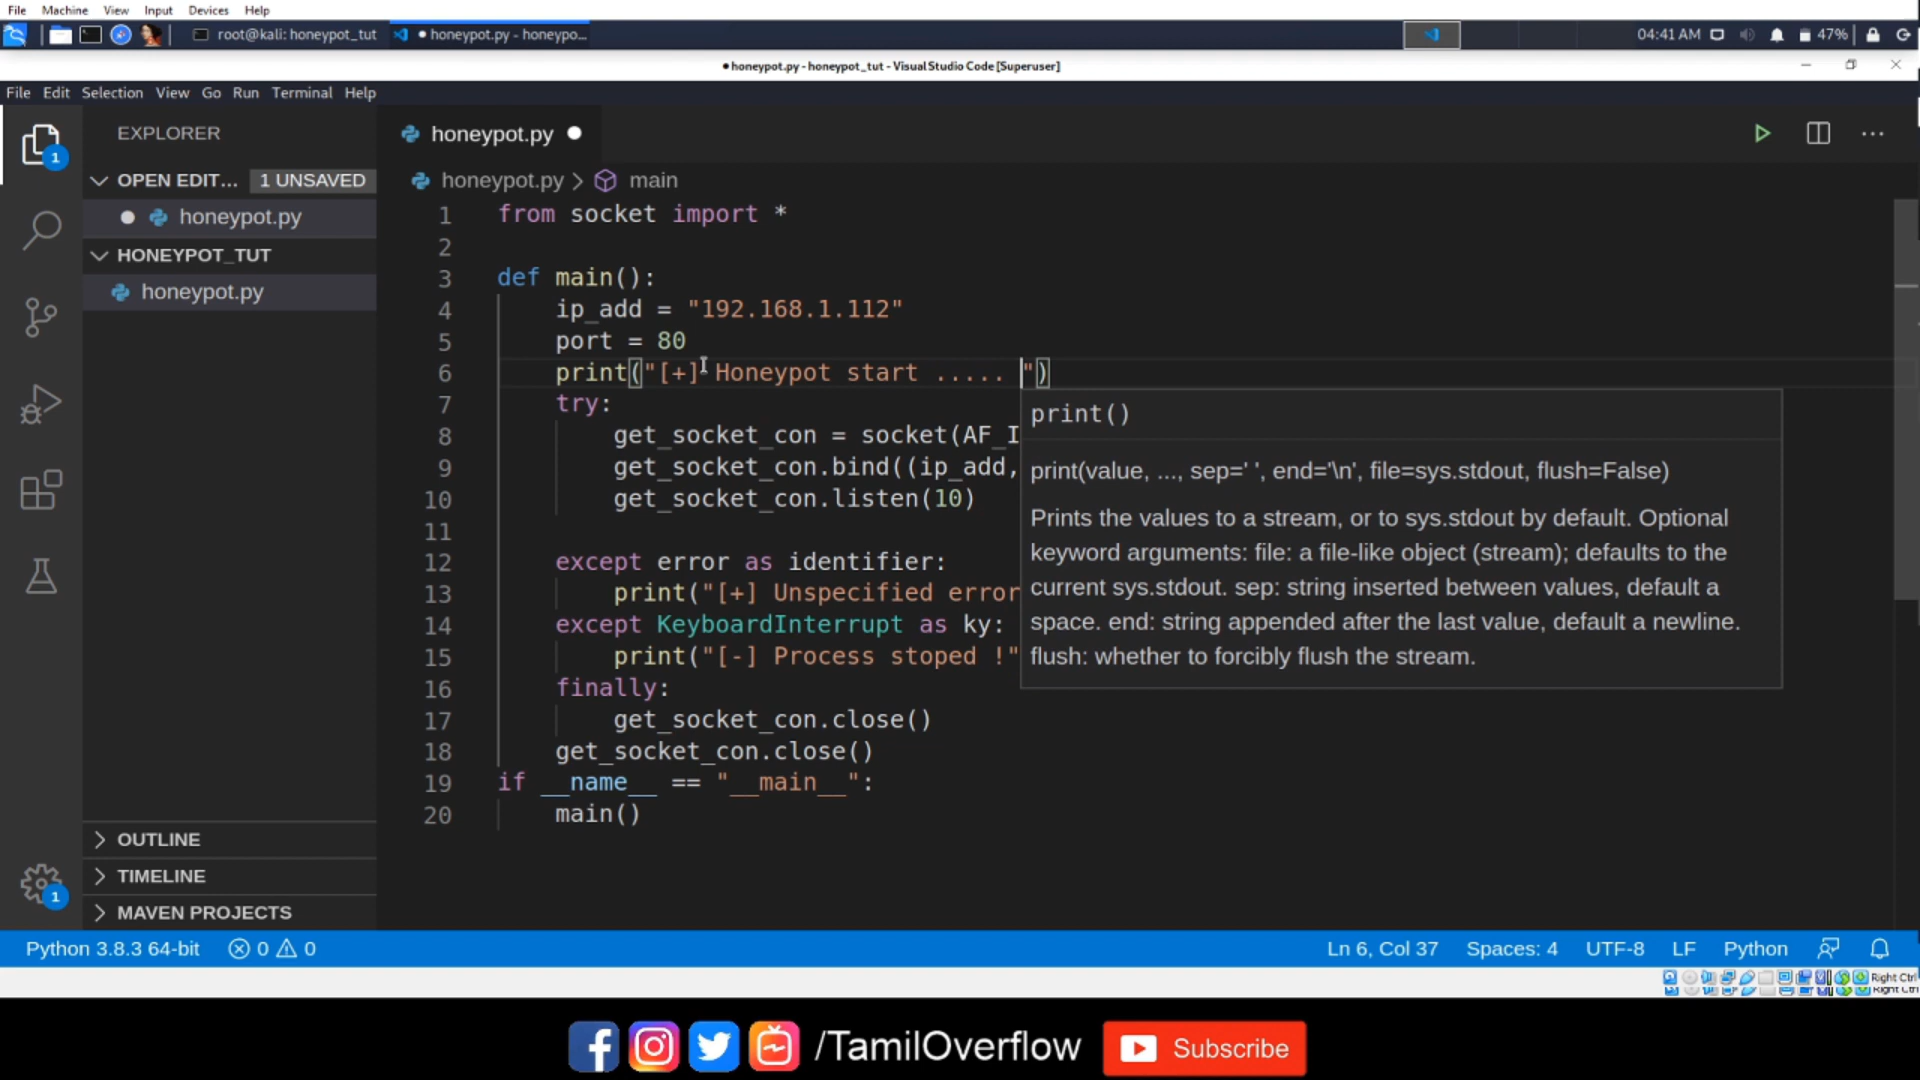 File Machine View Input Devices Help
root@kali: honeypot_tut ● honeypot.py - honeypo... 04:41 AM 47%
● honeypot.py - honeypot_tut - Visual Studio Code [Superuser]
File Edit Selection View Go Run Terminal Help
EXPLORER
1
OPEN EDIT... 1 UNSAVED
honeypot.py
HONEYPOT_TUT
honeypot.py
OUTLINE
TIMELINE
1
MAVEN PROJECTS
honeypot.py ●
honeypot.py > main
1 from socket import *
2
3 def main():
4 ip_add = "192.168.1.112"
5 port = 80
6 print("[+] Honeypot start ..... ")
7 try:
8 get_socket_con = socket(AF_I
9 get_socket_con.bind((ip_add,
10 get_socket_con.listen(10)
11
12 except error as identifier:
13 print("[+] Unspecified error
14 except KeyboardInterrupt as ky:
15 print("[-] Process stoped !"
16 finally:
17 get_socket_con.close()
18 get_socket_con.close()
19 if __name__ == "__main__":
20 main()
print()
print(value, ..., sep=' ', end='\n', file=sys.stdout, flush=False)
Prints the values to a stream, or to sys.stdout by default. Optional
keyword arguments: file: a file-like object (stream); defaults to the
current sys.stdout. sep: string inserted between values, default a
space. end: string appended after the last value, default a newline.
flush: whether to forcibly flush the stream.
Python 3.8.3 64-bit 0 0 Ln 6, Col 37 Spaces: 4 UTF-8 LF Python
Right Ctrl
Right Ctrl
/TamilOverflow Subscribe